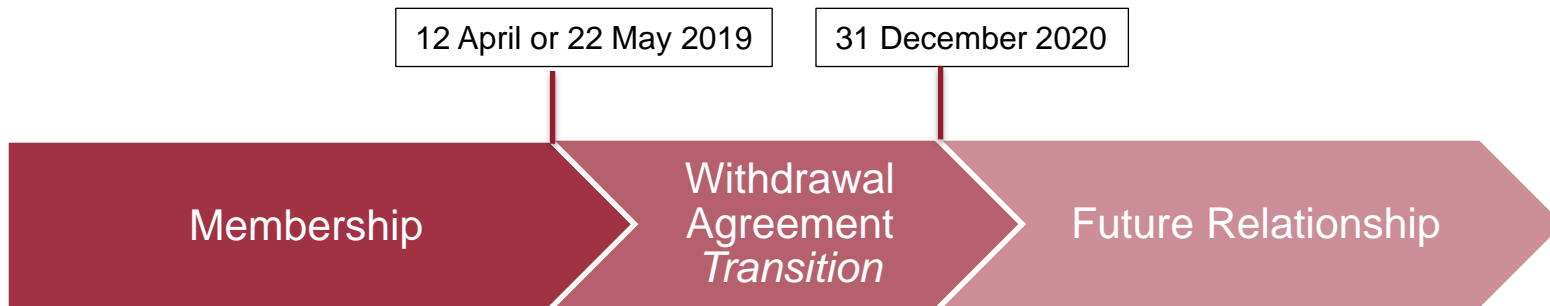 12 April or 22 May 2019
31 December 2020
Membership
Withdrawal
Agreement
Transition
Future Relationship